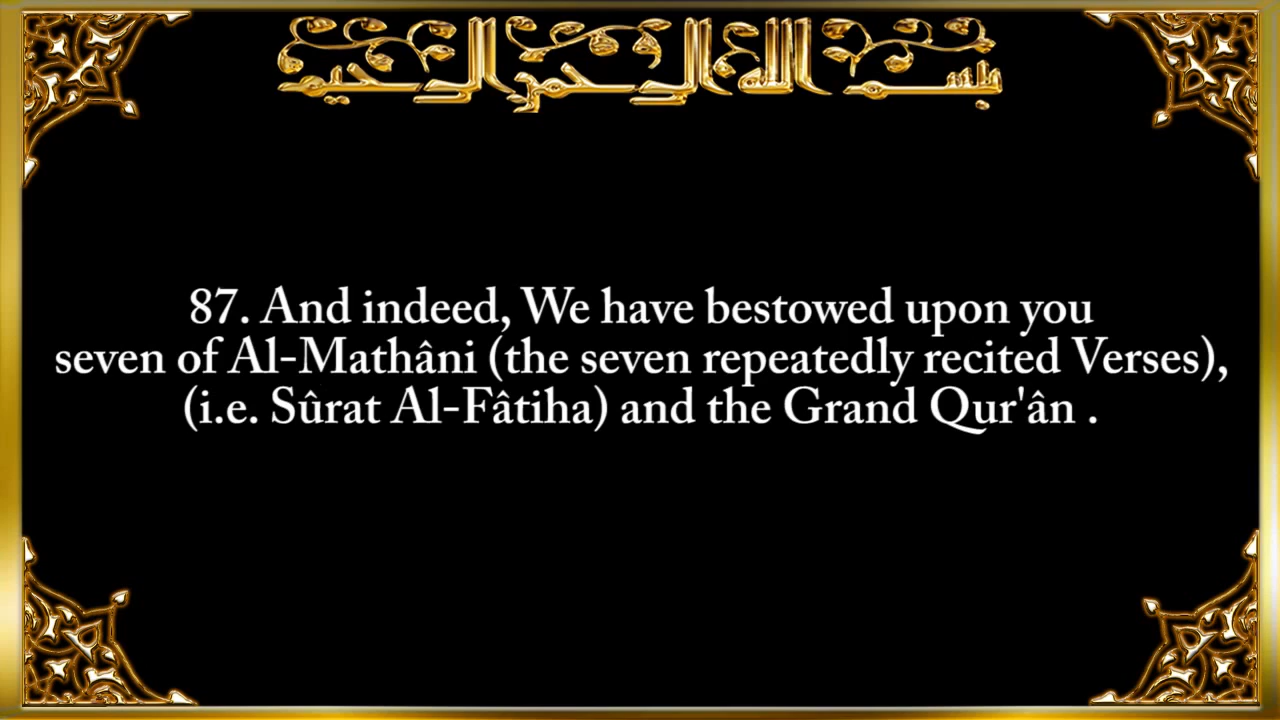 بسم الله الرحمن الرحيم
87. And indeed, We have bestowed upon you
seven of Al-Mathâni (the seven repeatedly recited Verses),
(i.e. Sûrat Al-Fâtiha) and the Grand Qur'ân .